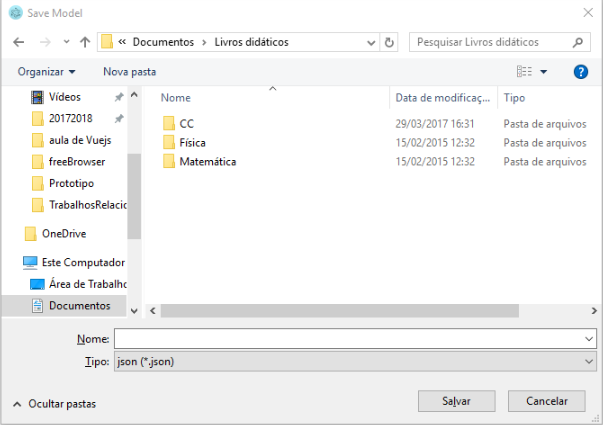 Save Model
« Documentos › Livros didáticos
Pesquisar Livros didáticos
Organizar
Nova pasta
Vídeos
20172018
aula de Vuejs
freeBrowser
Prototipo
TrabalhosRelacio
OneDrive
Este Computador
Área de Trabalho
Documentos
Nome Data de modificaç... Tipo
CC 29/03/2017 16:31 Pasta de arquivos
Física 15/02/2015 12:32 Pasta de arquivos
Matemática 15/02/2015 12:32 Pasta de arquivos
Nome:
Tipo: json (*.json)
Ocultar pastas
Salvar
Cancelar